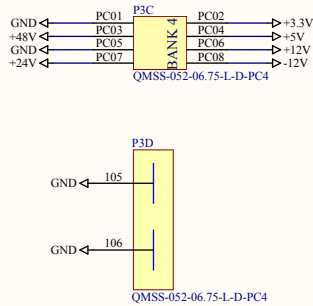 P3C
GND PC01 PC02 +3.3V
+48V PC03 PC04 +5V
GND PC05 PC06 +12V
+24V PC07 PC08 -12V
BANK 4
QMSS-052-06.75-L-D-PC4
P3D
GND 105
GND 106
QMSS-052-06.75-L-D-PC4